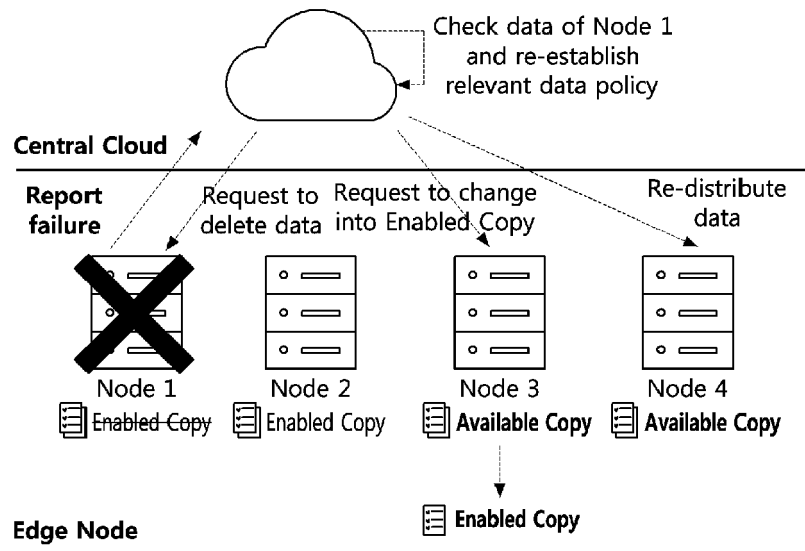 Check data of Node 1
and re-establish
relevant data policy
Central Cloud
Report
failure
Request to
delete data
Request to change
into Enabled Copy
Re-distribute
data
Node 1
Node 2
Node 3
Node 4
Enabled Copy
Enabled Copy
Available Copy
Available Copy
Enabled Copy
Edge Node